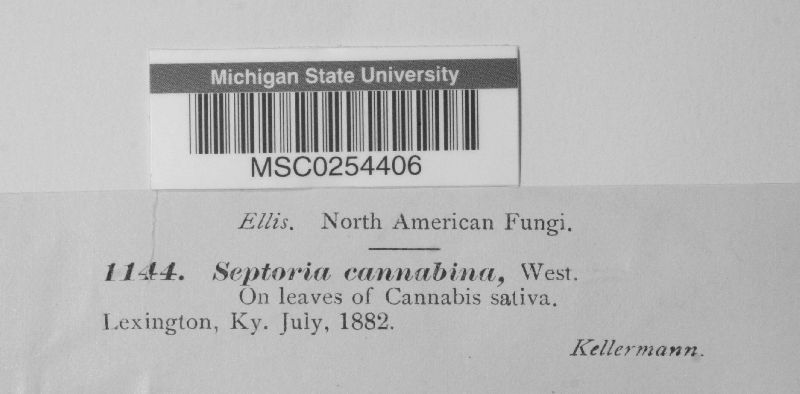 Michigan State University
MSC0254406
Ellis. North American Fungi.
1144. Septoria cannabina, West.
On leaves of Cannabis sativa.
Lexington, Ky. July, 1882.
Kellermann.